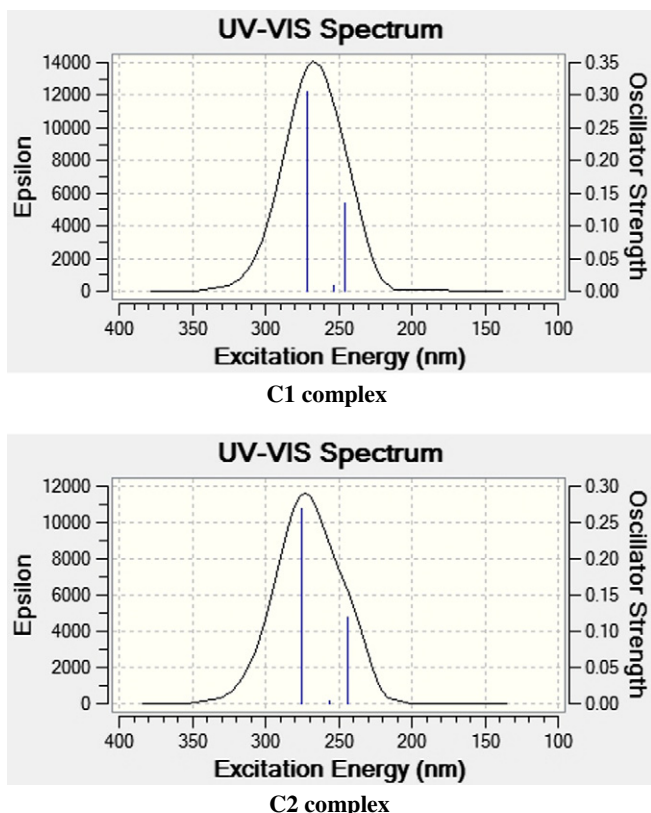 UV-VIS Spectrum
14000
12000
10000
8000
6000
4000
2000
0
Epsilon
0.35
0.30
0.25
0.20
0.15
0.10
0.05
0.00
Oscillator Strength
400 350 300 250 200 150 100
Excitation Energy (nm)
C1 complex
UV-VIS Spectrum
12000
10000
8000
6000
4000
2000
0
Epsilon
0.30
0.25
0.20
0.15
0.10
0.05
0.00
Oscillator Strength
400 350 300 250 200 150 100
Excitation Energy (nm)
C2 complex